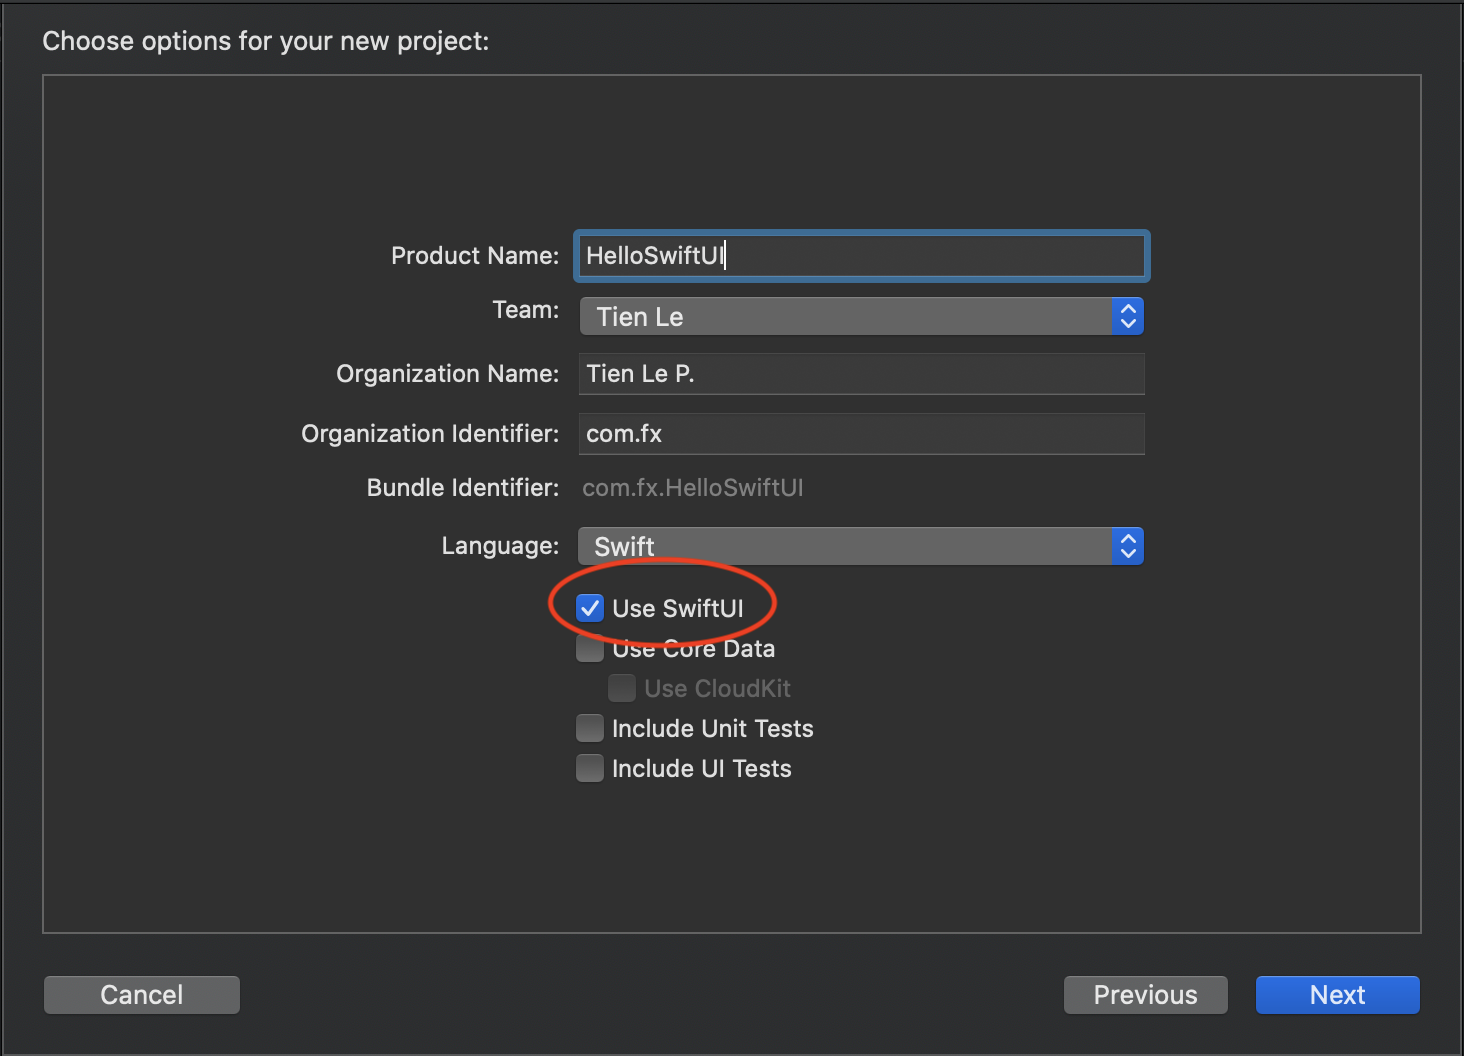 Choose options for your new project:
Product Name: HelloSwiftUI
Team: Tien Le
Organization Name: Tien Le P.
Organization Identifier: com.fx
Bundle Identifier: com.fx.HelloSwiftUI
Language: Swift
Use SwiftUI
Use Core Data
Use CloudKit
Include Unit Tests
Include UI Tests
Cancel Previous Next